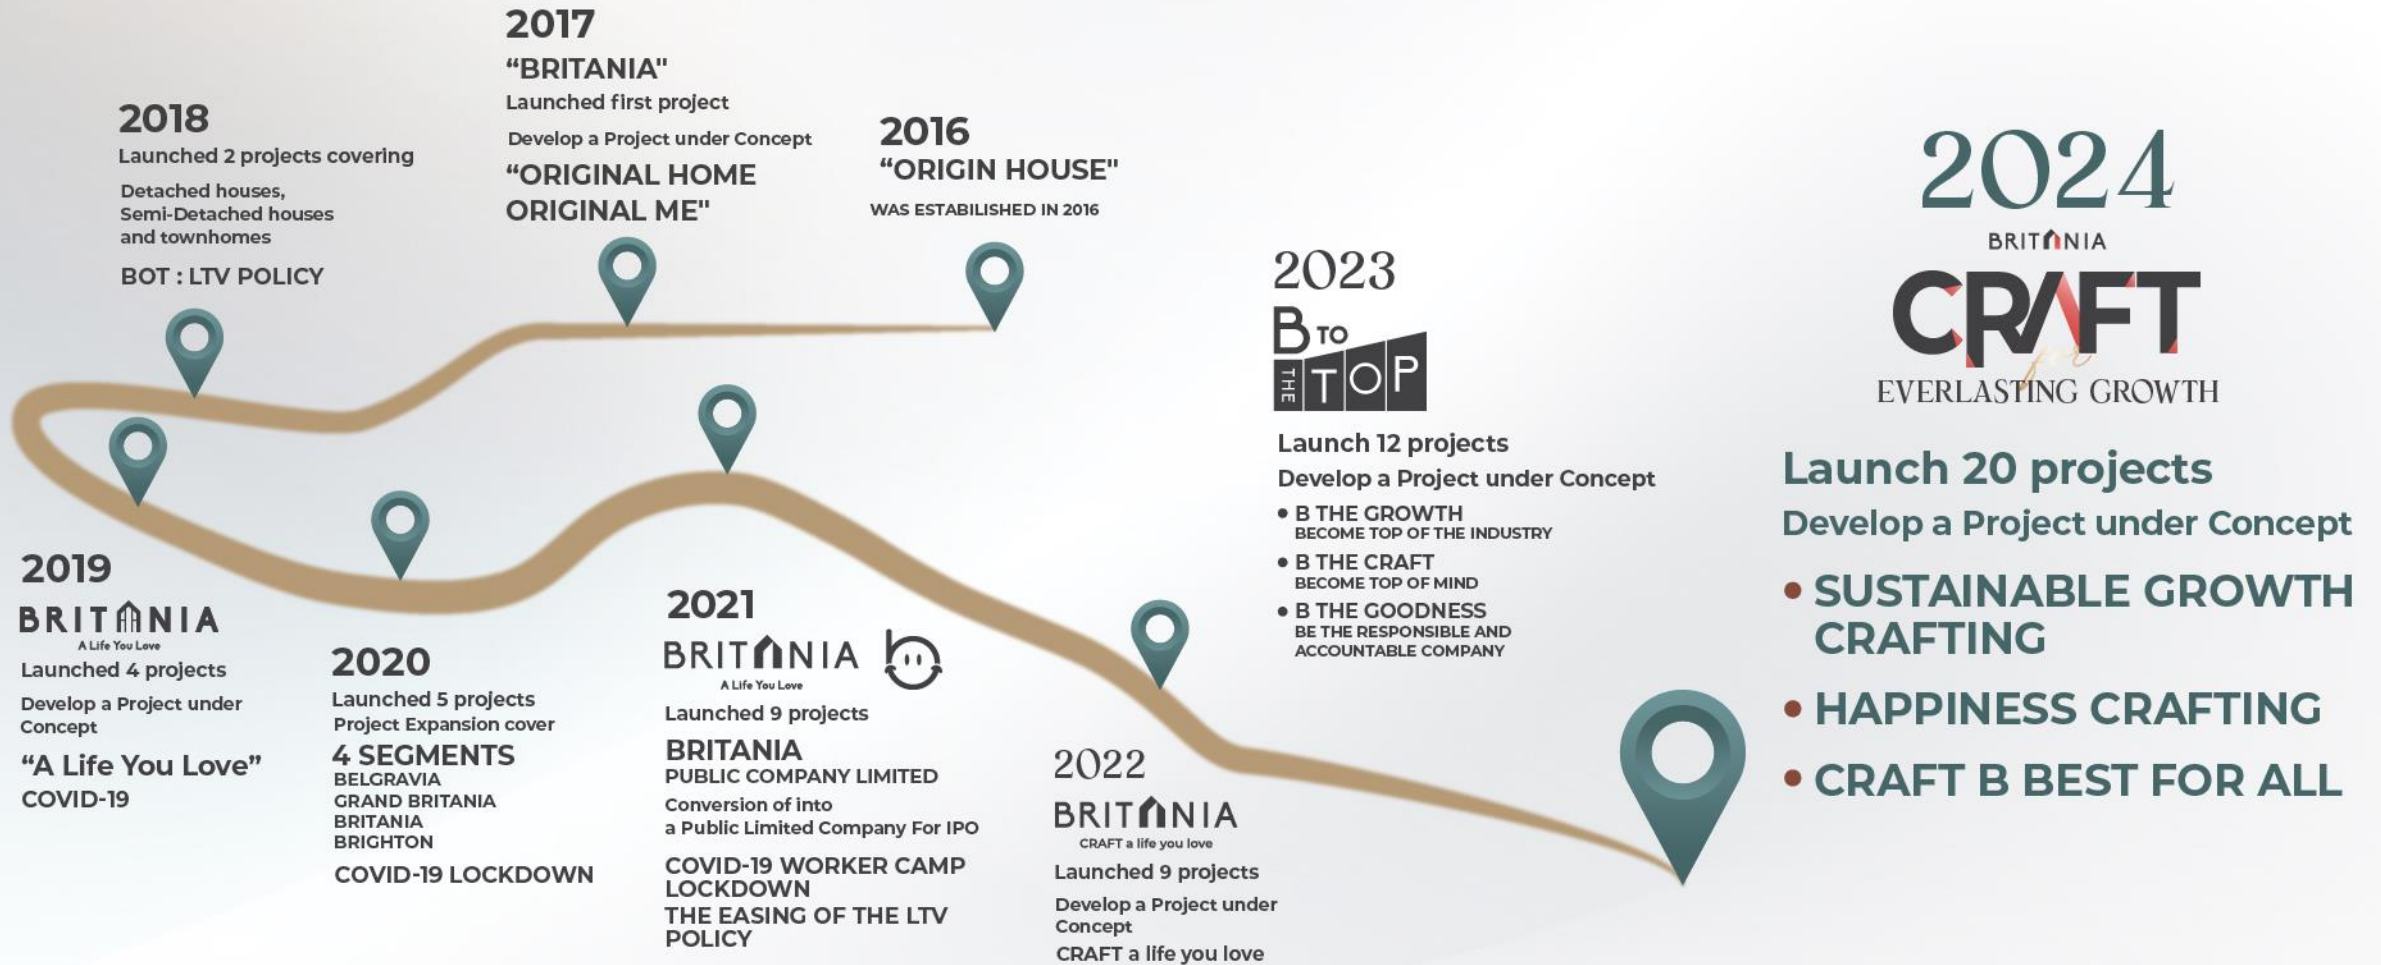 2016
“ORIGIN HOUSE"
WAS ESTABILISHED IN 2016
2017
“BRITANIA"
Launched first project
Develop a Project under Concept
“ORIGINAL HOME
ORIGINAL ME"
2018
Launched 2 projects covering
Detached houses,
Semi-Detached houses
and townhomes
BOT : LTV POLICY
2019
BRITANIA
A Life You Love
Launched 4 projects
Develop a Project under
Concept
“A Life You Love”
COVID-19
2020
Launched 5 projects
Project Expansion cover
4 SEGMENTS
BELGRAVIA
GRAND BRITANIA
BRITANIA
BRIGHTON
COVID-19 LOCKDOWN
2021
BRITANIA b
A Life You Love
Launched 9 projects
BRITANIA
PUBLIC COMPANY LIMITED
Conversion of into
a Public Limited Company For IPO
COVID-19 WORKER CAMP
LOCKDOWN
THE EASING OF THE LTV
POLICY
2022
BRITANIA
CRAFT a life you love
Launched 9 projects
Develop a Project under
Concept
CRAFT a life you love
2023
B TO
THE TOP
Launch 12 projects
Develop a Project under Concept
• B THE GROWTH
BECOME TOP OF THE INDUSTRY
• B THE CRAFT
BECOME TOP OF MIND
• B THE GOODNESS
BE THE RESPONSIBLE AND
ACCOUNTABLE COMPANY
2024
BRITANIA
CRAFT
for
EVERLASTING GROWTH
Launch 20 projects
Develop a Project under Concept
• SUSTAINABLE GROWTH
CRAFTING
• HAPPINESS CRAFTING
• CRAFT B BEST FOR ALL